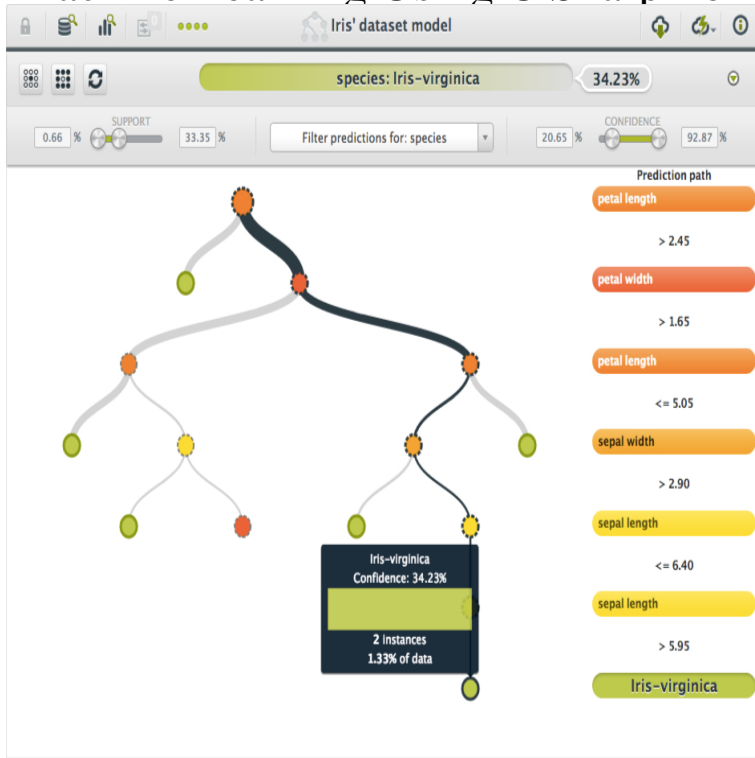 Iris' dataset model
species: Iris-virginica
34.23%
SUPPORT
0.66 %
33.35 %
Filter predictions for: species
CONFIDENCE
20.65 %
92.87 %
Prediction path
petal length
> 2.45
petal width
> 1.65
petal length
<= 5.05
sepal width
> 2.90
sepal length
<= 6.40
sepal length
> 5.95
Iris-virginica
Iris-virginica
Confidence: 34.23%
2 instances
1.33% of data